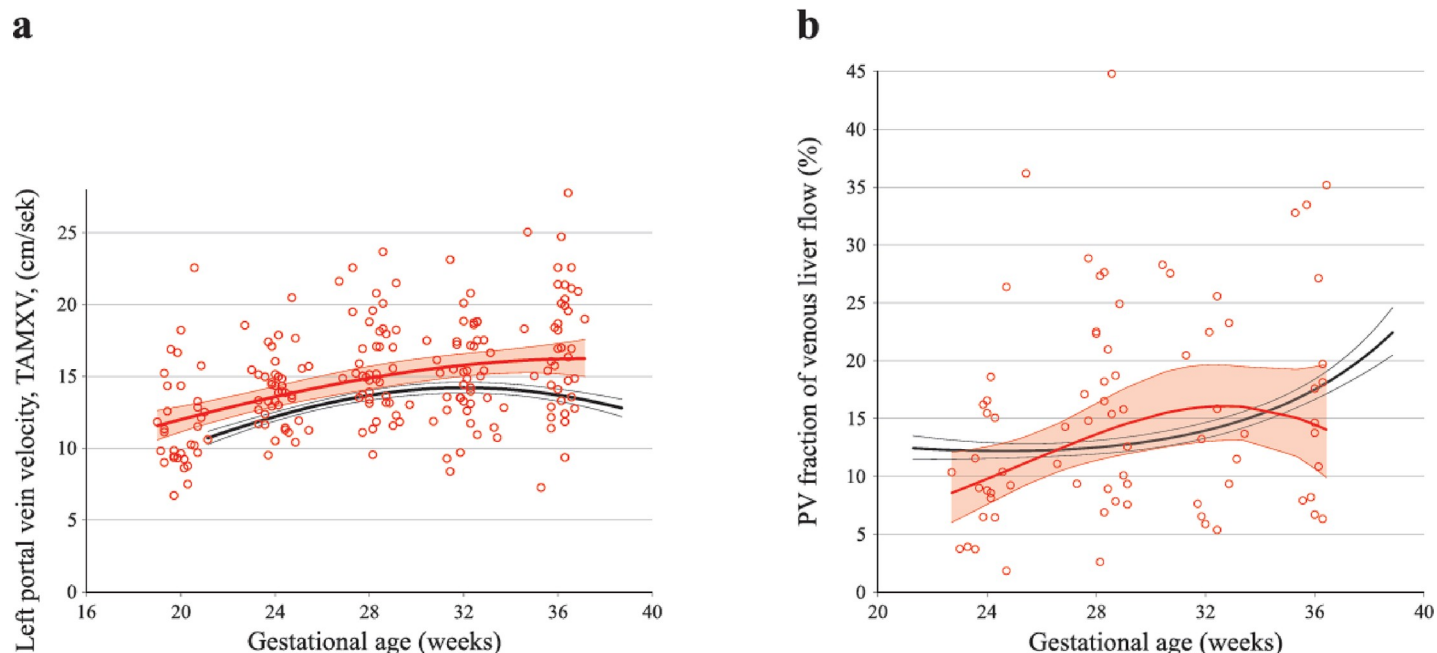 a
Left portal vein velocity, TAMXV, (cm/sek)
25
20
15
10
5
0
16 20 24 28 32 36 40
Gestational age (weeks)
b
PV fraction of venous liver flow (%)
45
40
35
30
25
20
15
10
5
0
20 24 28 32 36 40
Gestational age (weeks)